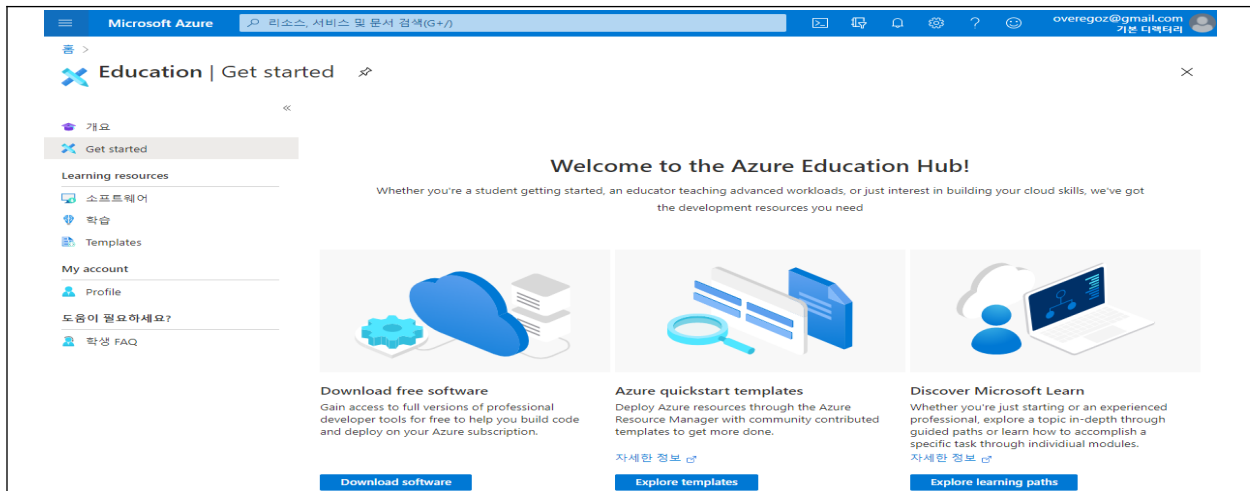 Microsoft Azure
리소스, 서비스 및 문서 검색(G+/)
overegoz@gmail.com
기본 디렉터리
홈 >
Education | Get started
«
개요
Get started
Learning resources
소프트웨어
학습
Templates
My account
Profile
도움이 필요하세요?
학생 FAQ
Welcome to the Azure Education Hub!
Whether you're a student getting started, an educator teaching advanced workloads, or just interest in building your cloud skills, we've got
the development resources you need
Download free software
Gain access to full versions of professional
developer tools for free to help you build code
and deploy on your Azure subscription.
Download software
Azure quickstart templates
Deploy Azure resources through the Azure
Resource Manager with community contributed
templates to get more done.
자세한 정보
Explore templates
Discover Microsoft Learn
Whether you're just starting or an experienced
professional, explore a topic in-depth through
guided paths or learn how to accomplish a
specific task through individiual modules.
자세한 정보
Explore learning paths